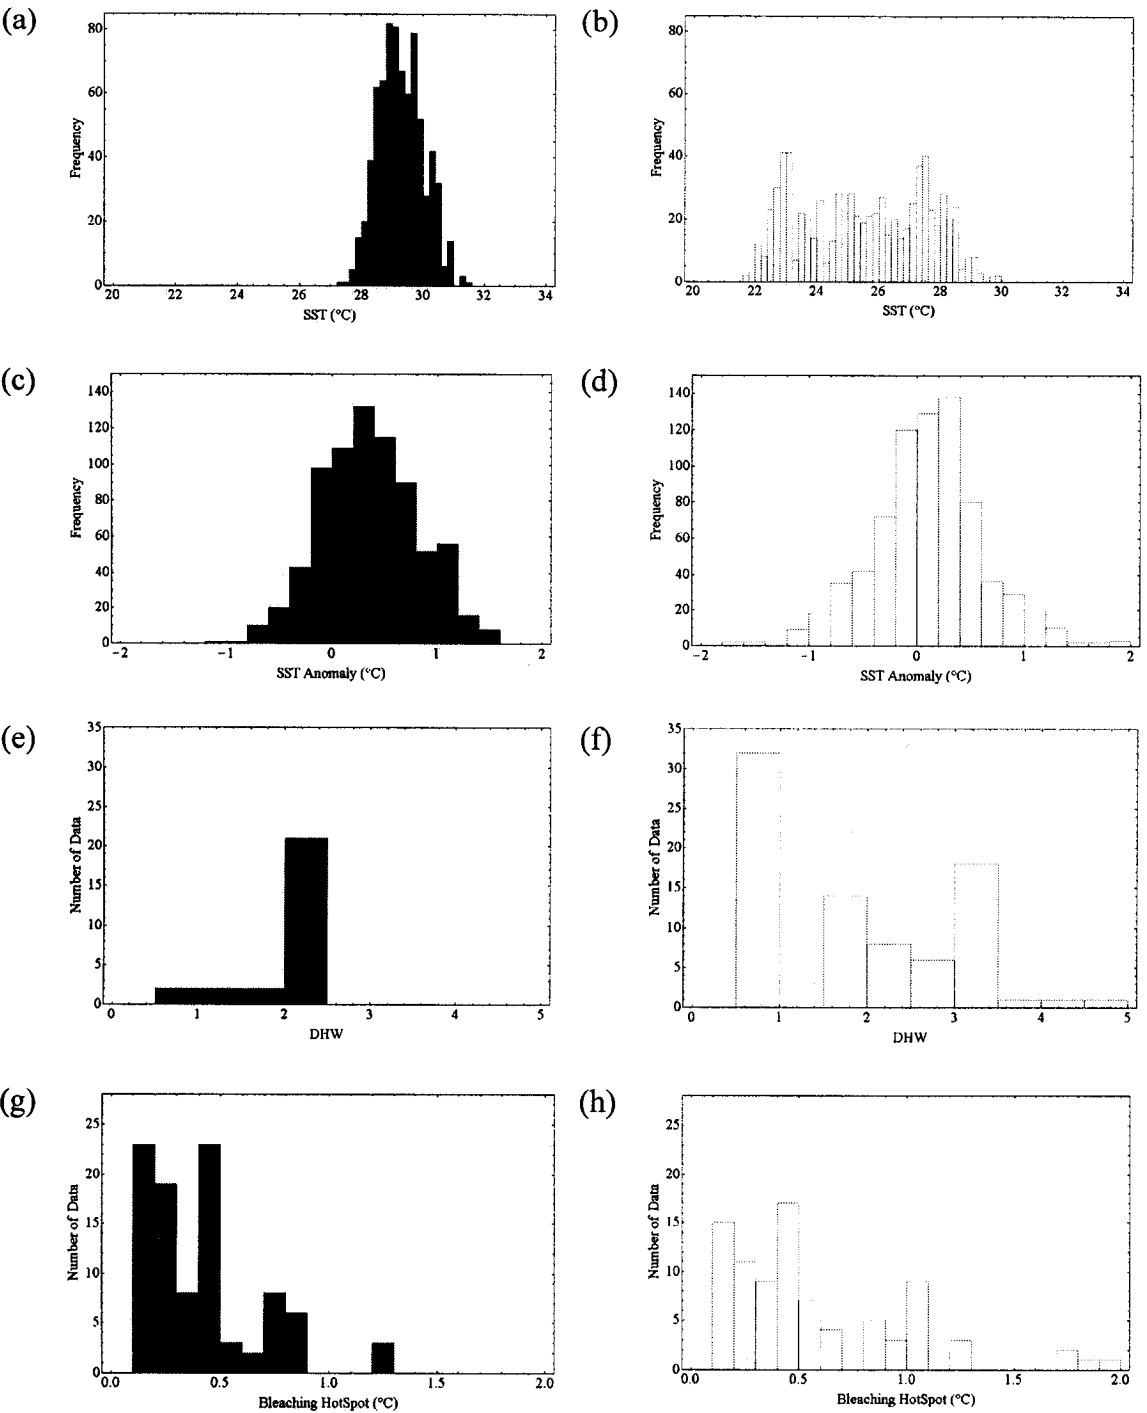 (a)
80
60
40
20
0
Frequency
20 22 24 26 28 30 32 34
SST (°C)
(b)
80
60
40
20
0
Frequency
20 22 24 26 28 30 32 34
SST (°C)
(c)
140
120
100
80
60
40
20
0
Frequency
−2 −1 0 1 2
SST Anomaly (°C)
(d)
140
120
100
80
60
40
20
0
Frequency
−2 −1 0 1 2
SST Anomaly (°C)
(e)
35
30
25
20
15
10
5
0
Number of Data
0 1 2 3 4 5
DHW
(f)
35
30
25
20
15
10
5
0
Number of Data
0 1 2 3 4 5
DHW
(g)
25
20
15
10
5
0
Number of Data
0.0 0.5 1.0 1.5 2.0
Bleaching HotSpot (°C)
(h)
25
20
15
10
5
0
Number of Data
0.0 0.5 1.0 1.5 2.0
Bleaching HotSpot (°C)